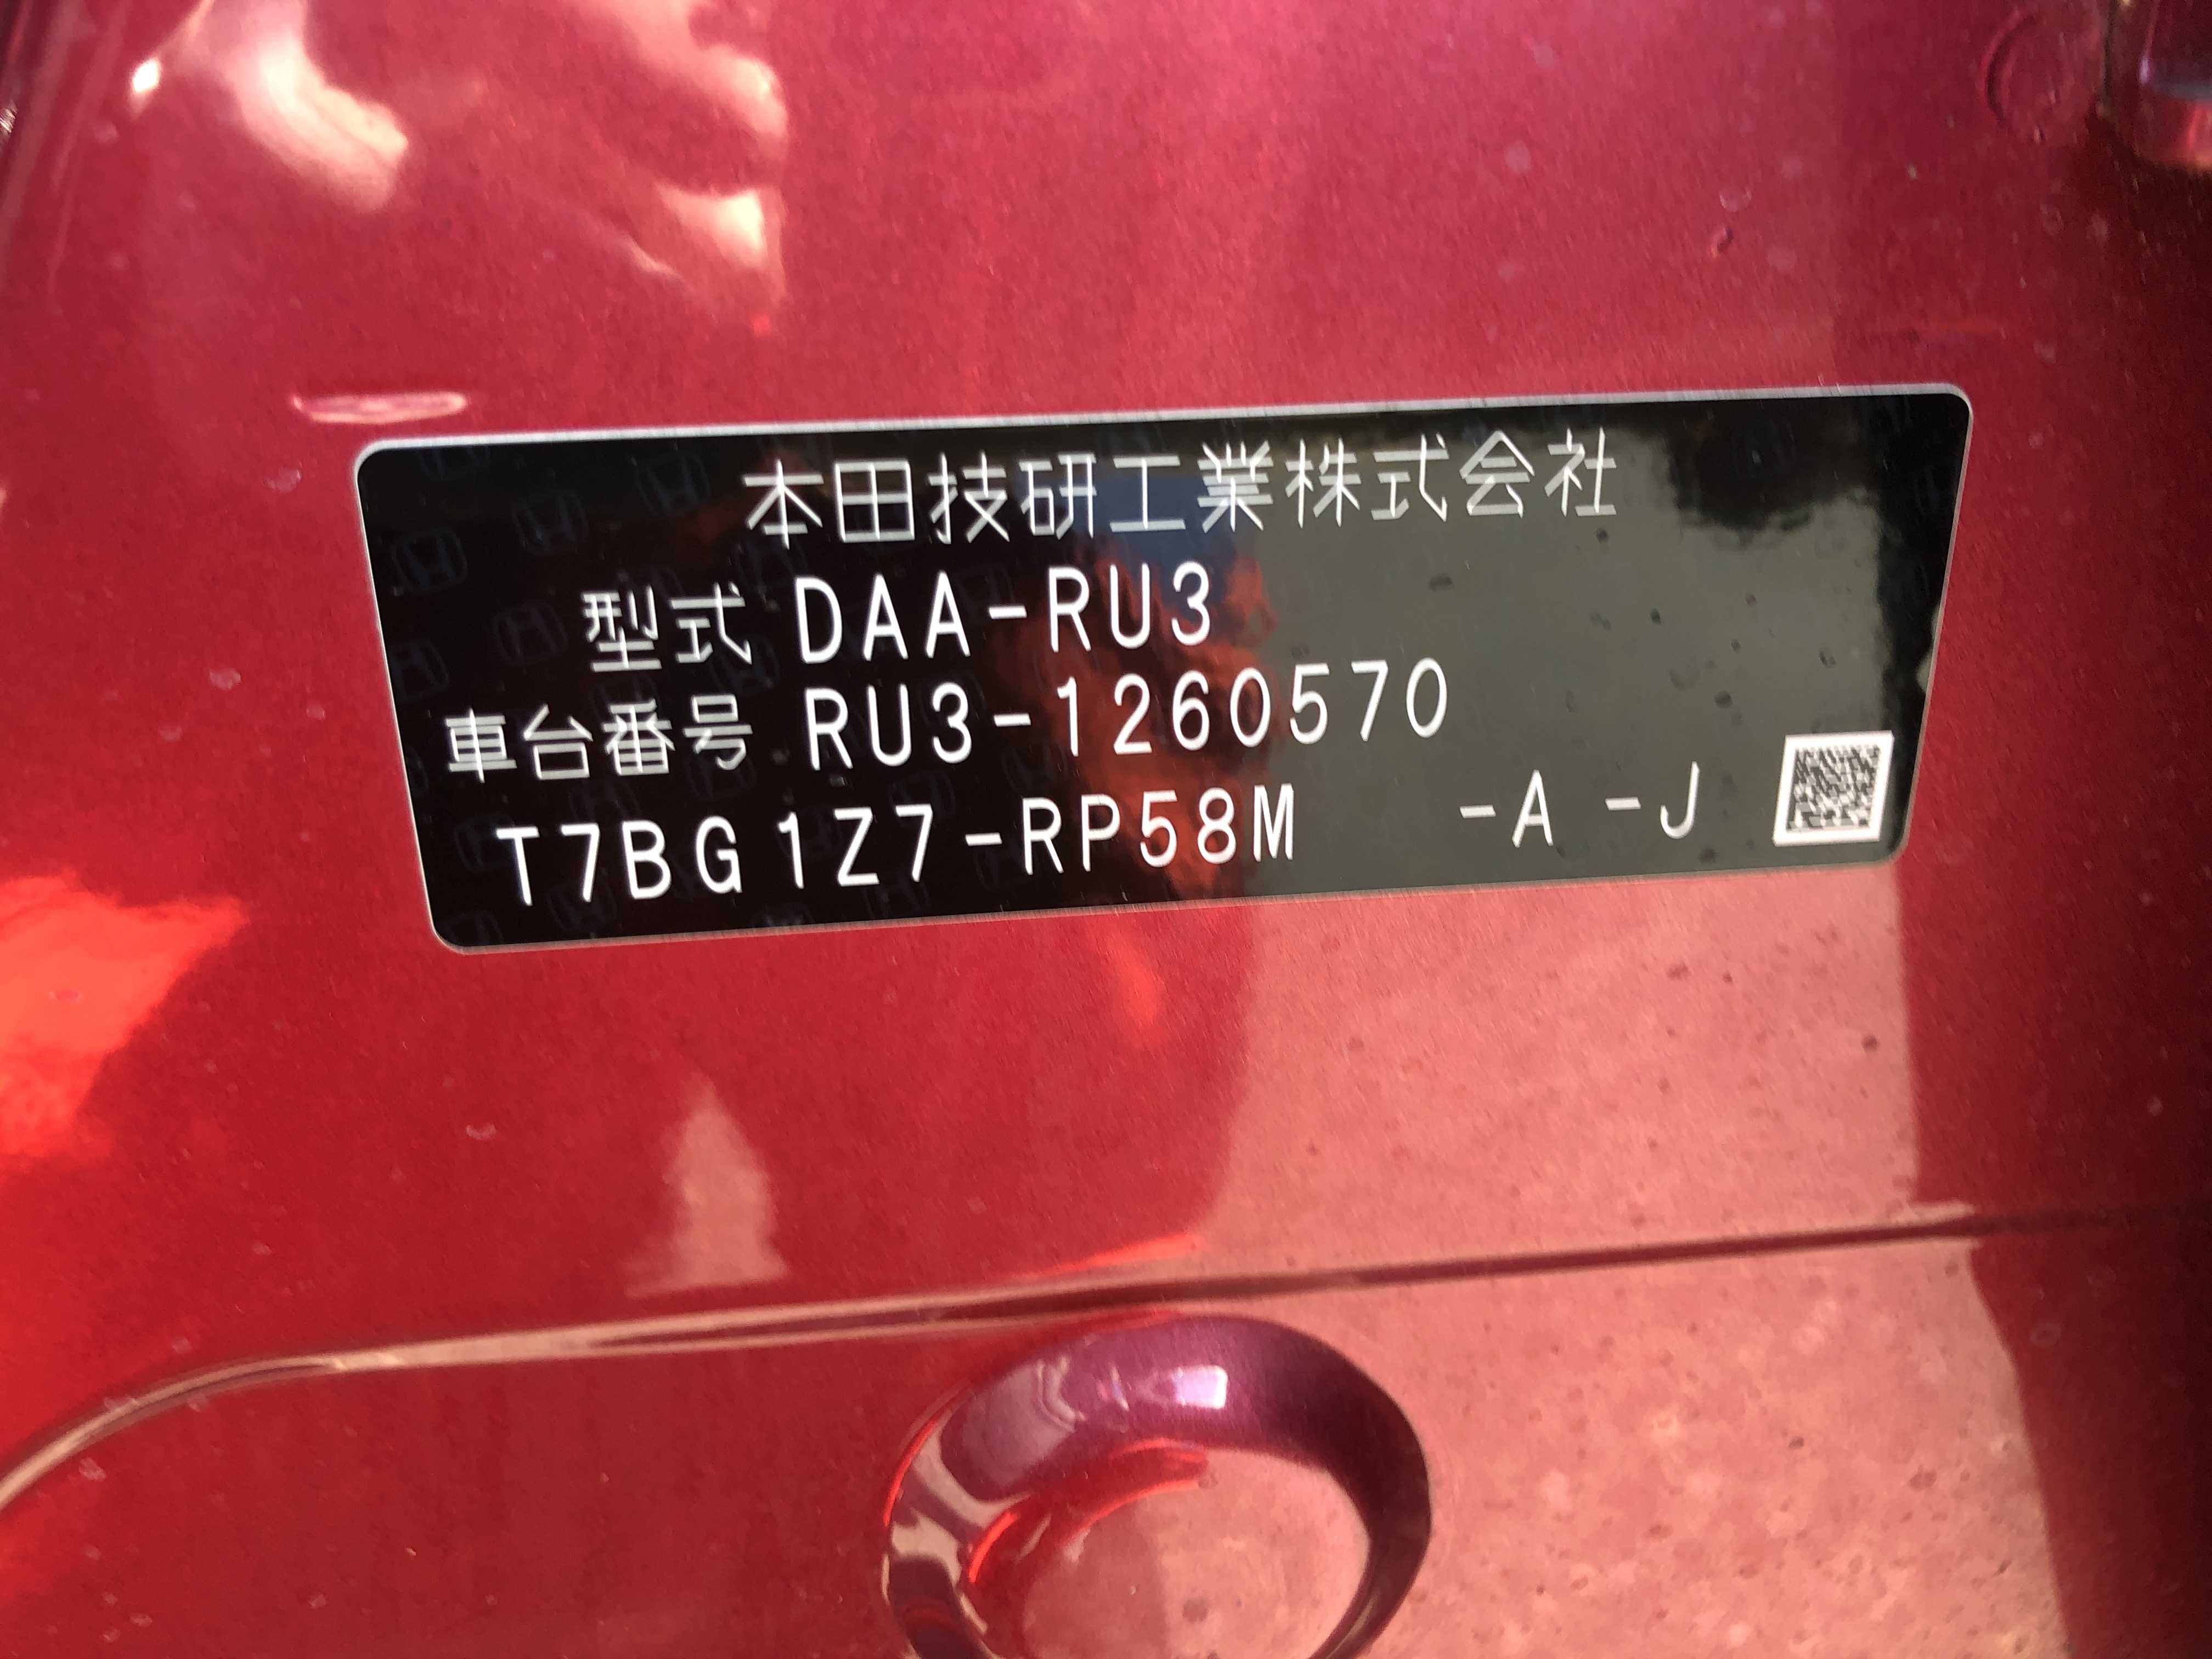 本田技研工業株式会社
型式 DAA-RU3
車台番号 RU3-1260570
T7BG1Z7-RP58M -A -J